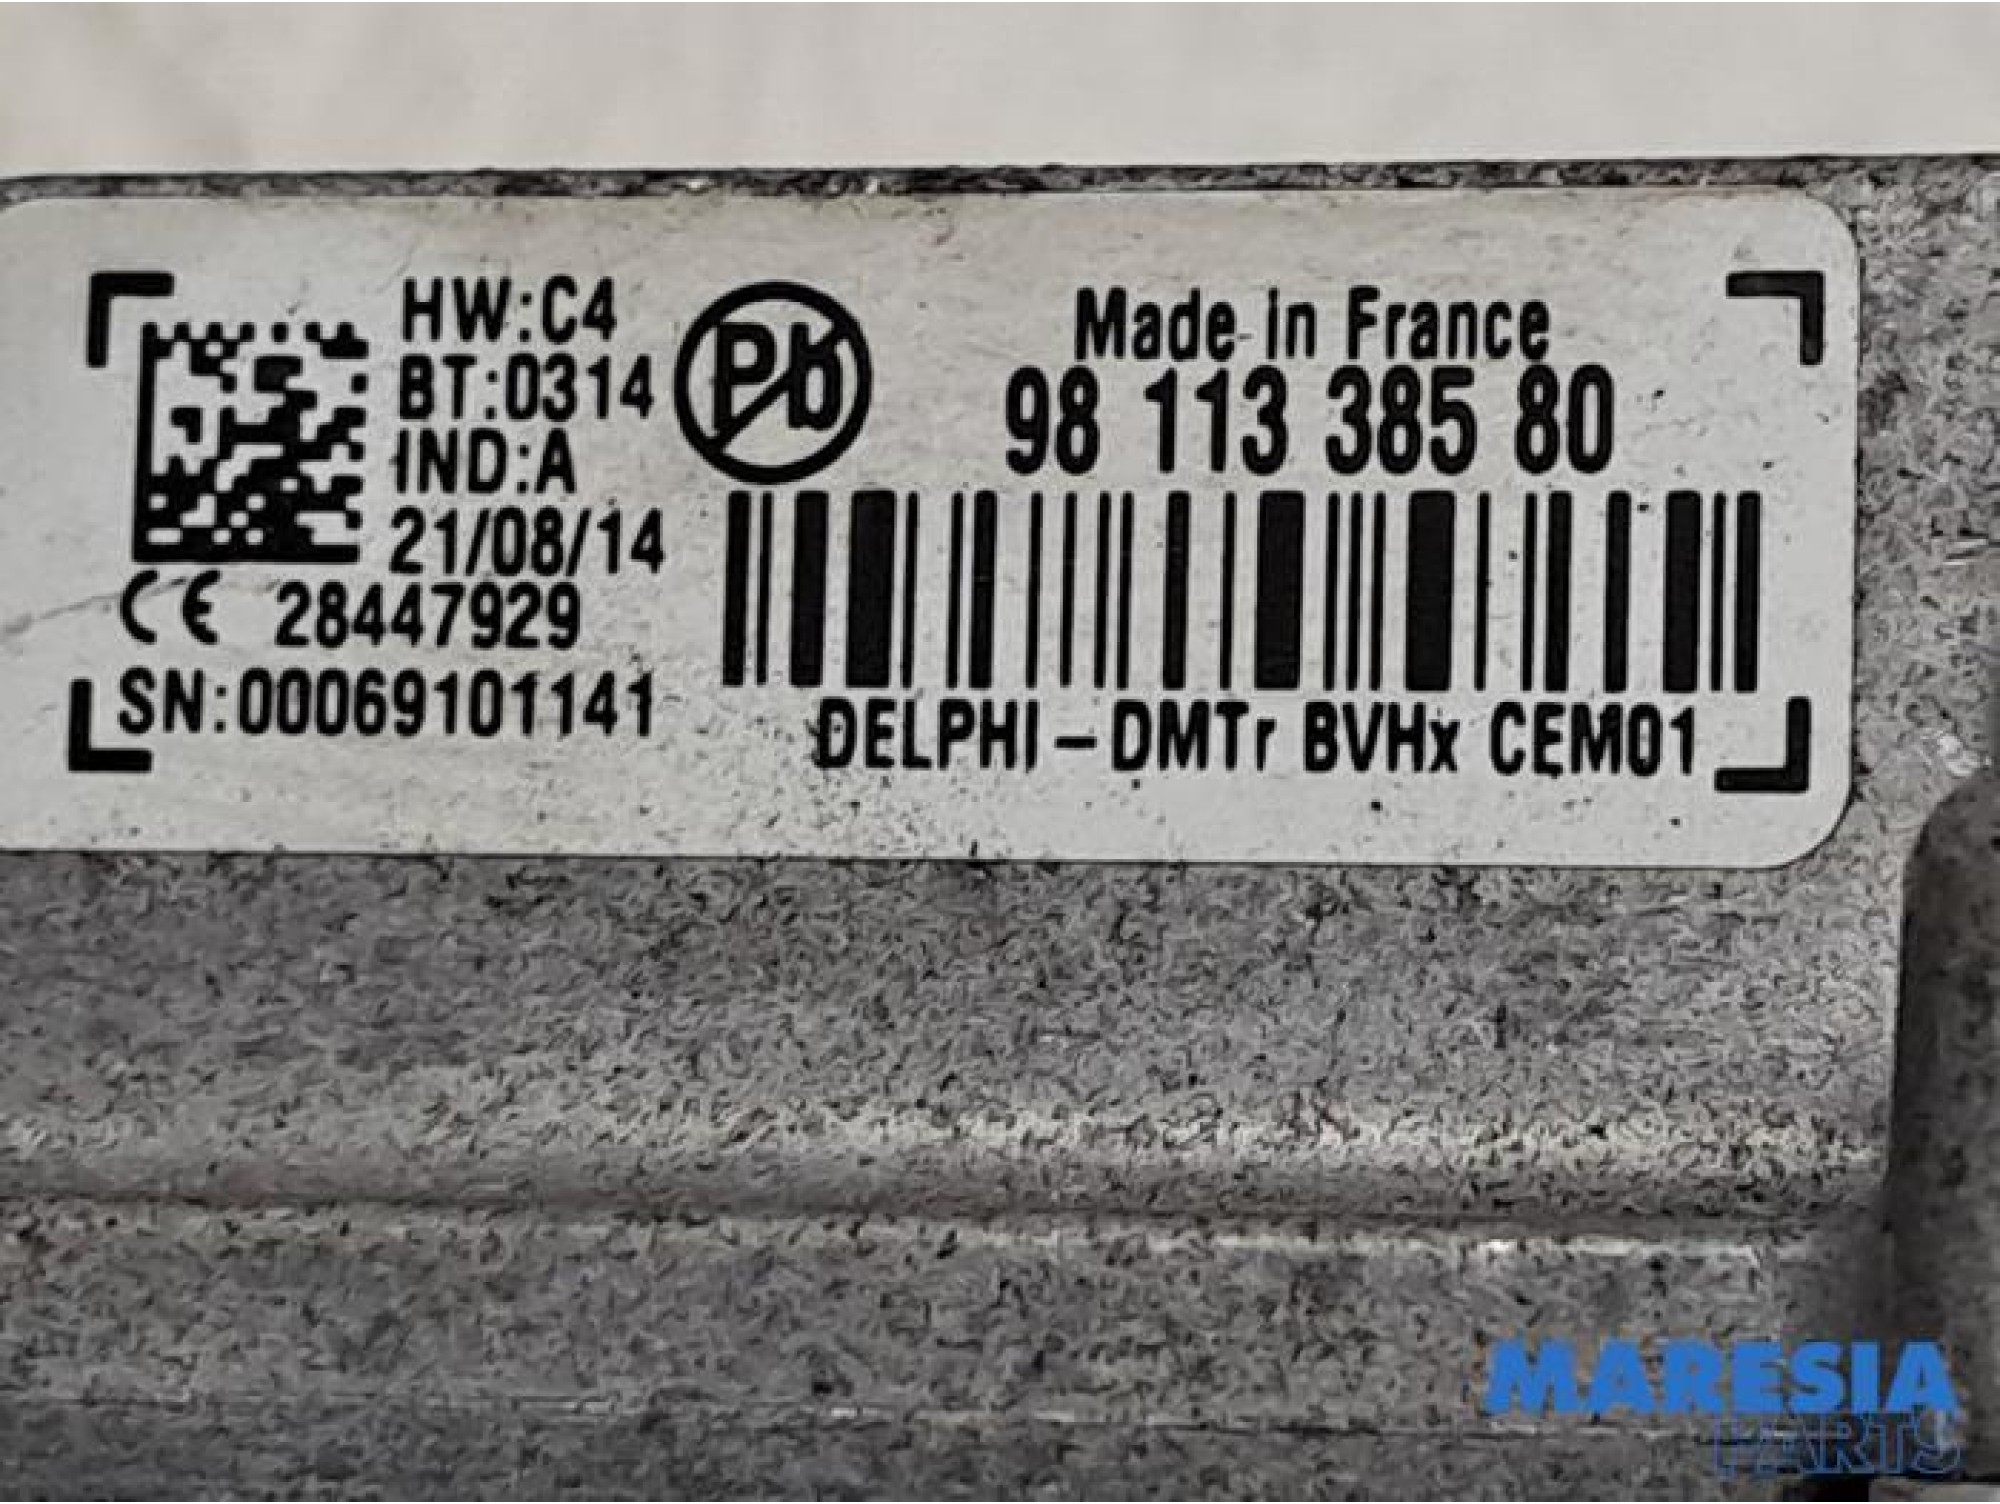 HW:C4
BT:0314
IND:A
21/08/14
CE 28447929
SN:00069101141
Pb
Made in France
98 113 385 80
DELPHI-DMTr BVHx CEM01
MARESIA
PARTS